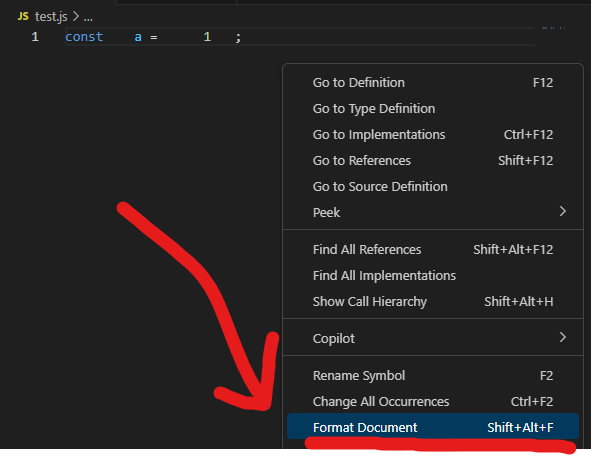 JS test.js > ...
1 const a = 1 ;
Go to Definition F12
Go to Type Definition
Go to Implementations Ctrl+F12
Go to References Shift+F12
Go to Source Definition
Peek >
Find All References Shift+Alt+F12
Find All Implementations
Show Call Hierarchy Shift+Alt+H
Copilot >
Rename Symbol F2
Change All Occurrences Ctrl+F2
Format Document Shift+Alt+F